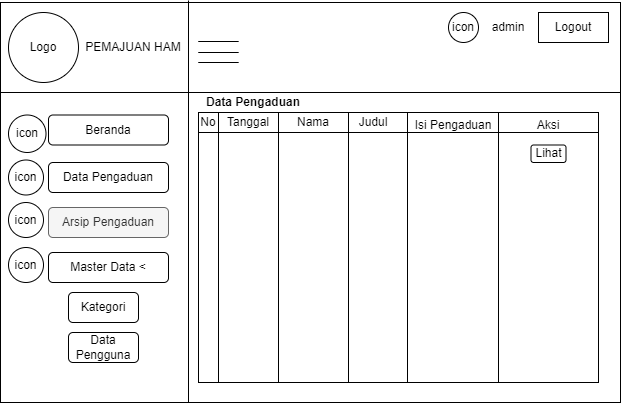 Logo
PEMAJUAN HAM
icon
admin
Logout
icon
Beranda
icon
Data Pengaduan
icon
Arsip Pengaduan
icon
Master Data <
Kategori
Data
Pengguna
Data Pengaduan
No
Tanggal
Nama
Judul
Isi Pengaduan
Aksi
Lihat